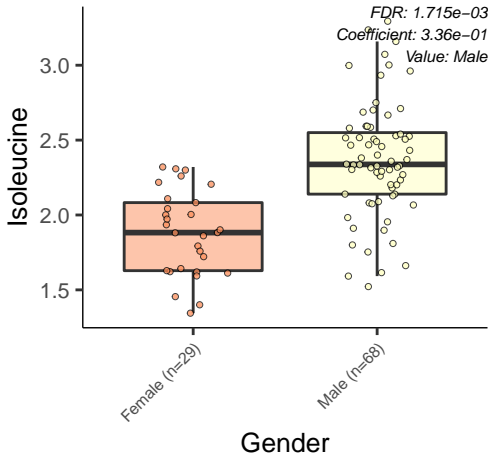 FDR: 1.715e−03
Coefficient: 3.36e−01
Value: Male
Isoleucine
3.0
2.5
2.0
1.5
Female (n=29)
Male (n=68)
Gender